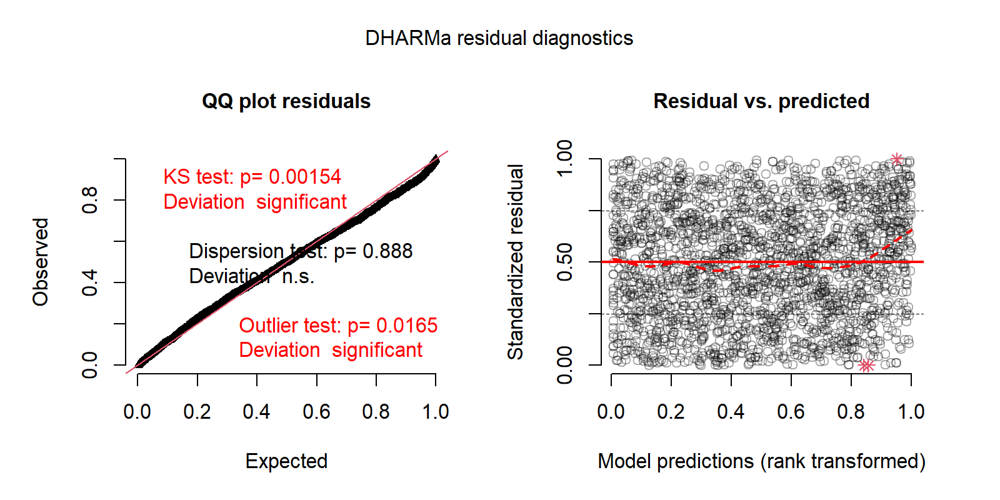 DHARMa residual diagnostics
QQ plot residuals
KS test: p= 0.00154
Deviation  significant
Dispersion test: p= 0.888
Deviation  n.s.
Outlier test: p= 0.0165
Deviation  significant
Observed
0.0
0.4
0.8
0.0 0.2 0.4 0.6 0.8 1.0
Expected
Residual vs. predicted
Standardized residual
0.00
0.50
1.00
0.0 0.2 0.4 0.6 0.8 1.0
Model predictions (rank transformed)